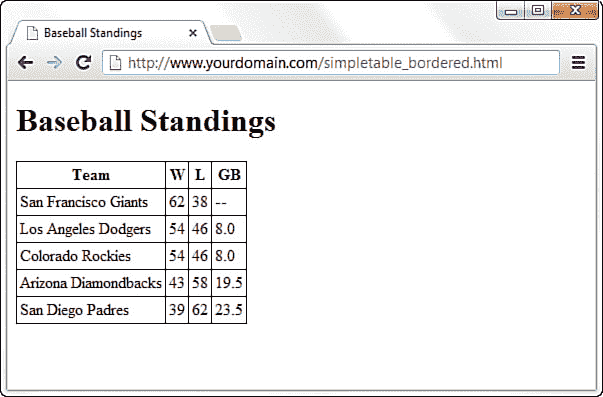 Baseball Standings
http://www.yourdomain.com/simpletable_bordered.html
Baseball Standings
Team W L GB
San Francisco Giants 62 38 --
Los Angeles Dodgers 54 46 8.0
Colorado Rockies 54 46 8.0
Arizona Diamondbacks 43 58 19.5
San Diego Padres 39 62 23.5